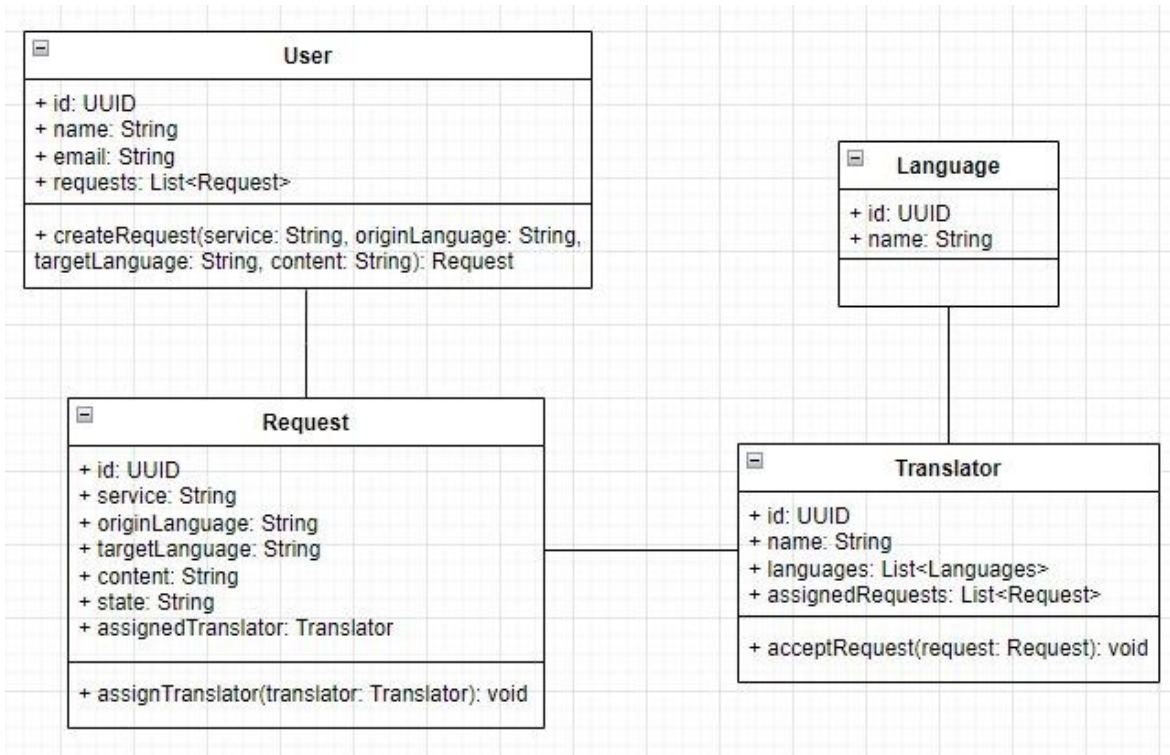 User
+ id: UUID
+ name: String
+ email: String
+ requests: List<Request>
+ createRequest(service: String, originLanguage: String,
targetLanguage: String, content: String): Request
Language
+ id: UUID
+ name: String
Request
+ id: UUID
+ service: String
+ originLanguage: String
+ targetLanguage: String
+ content: String
+ state: String
+ assignedTranslator: Translator
+ assignTranslator(translator: Translator): void
Translator
+ id: UUID
+ name: String
+ languages: List<Languages>
+ assignedRequests: List<Request>
+ acceptRequest(request: Request): void